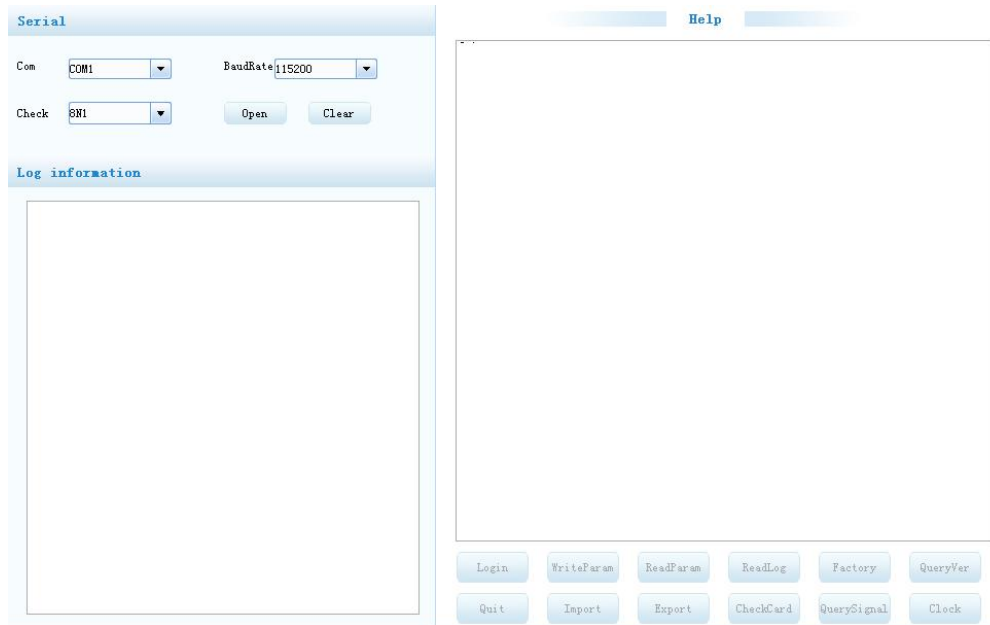 Serial
Com COM1 BaudRate 115200
Check 8N1 Open Clear
Log information
Help
Login WriteParam ReadParam ReadLog Factory QueryVer
Quit Import Export CheckCard QuerySignal Clock